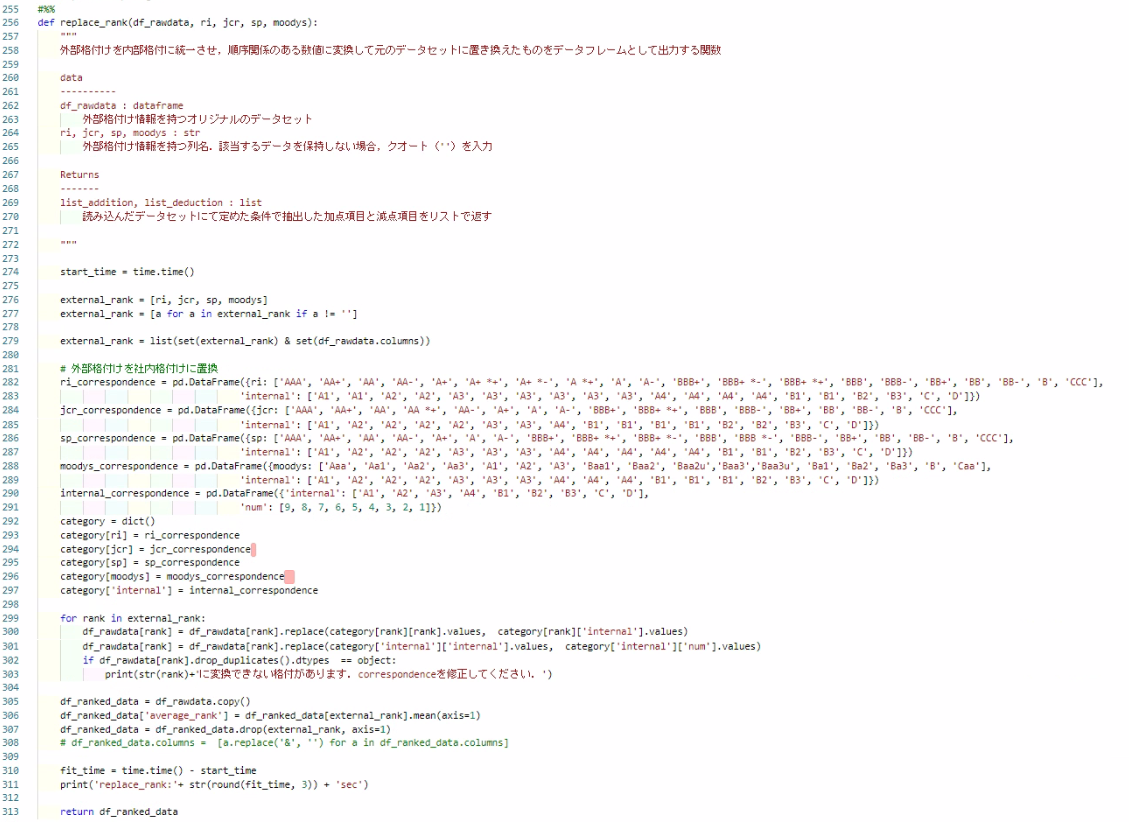 255 #%%
256 def replace_rank(df_rawdata, ri, jcr, sp, moodys):
257 """
258 外部格付けを内部格付に統一させ，順序関係のある数値に変換して元のデータセットに置き換えたものをデータフレームとして出力する関数
259
260 data
261 ----------
262 df_rawdata : dataframe
263 外部格付け情報を持つオリジナルのデータセット
264 ri, jcr, sp, moodys : str
265 外部格付け情報を持つ列名．該当するデータを保持しない場合，クオート（''）を入力
266
267 Returns
268 -------
269 list_addition, list_deduction : list
270 読み込んだデータセットにて定めた条件で抽出した加点項目と減点項目をリストで返す
271
272 """
273
274 start_time = time.time()
275
276 external_rank = [ri, jcr, sp, moodys]
277 external_rank = [a for a in external_rank if a != '']
278
279 external_rank = list(set(external_rank) & set(df_rawdata.columns))
280
281 # 外部格付けを社内格付けに置換
282 ri_correspondence = pd.DataFrame({ri: ['AAA', 'AA+', 'AA', 'AA-', 'A+', 'A+ *+', 'A+ *-', 'A *+', 'A', 'A-', 'BBB+', 'BBB+ *-', 'BBB+ *+', 'BBB', 'BBB-', 'BB+', 'BB', 'BB-', 'B', 'CCC'],
283 'internal': ['A1', 'A1', 'A2', 'A2', 'A3', 'A3', 'A3', 'A3', 'A3', 'A3', 'A4', 'A4', 'A4', 'A4', 'B1', 'B1', 'B2', 'B3', 'C', 'D']})
284 jcr_correspondence = pd.DataFrame({jcr: ['AAA', 'AA+', 'AA', 'AA *+', 'AA-', 'A+', 'A', 'A-', 'BBB+', 'BBB+ *+', 'BBB', 'BBB-', 'BB+', 'BB', 'BB-', 'B', 'CCC'],
285 'internal': ['A1', 'A2', 'A2', 'A2', 'A2', 'A3', 'A3', 'A4', 'B1', 'B1', 'B1', 'B1', 'B2', 'B2', 'B3', 'C', 'D']})
286 sp_correspondence = pd.DataFrame({sp: ['AAA', 'AA+', 'AA', 'AA-', 'A+', 'A', 'A-', 'BBB+', 'BBB+ *+', 'BBB+ *-', 'BBB', 'BBB *-', 'BBB-', 'BB+', 'BB', 'BB-', 'B', 'CCC'],
287 'internal': ['A1', 'A1', 'A2', 'A2', 'A3', 'A3', 'A3', 'A4', 'A4', 'A4', 'A4', 'A4', 'B1', 'B1', 'B2', 'B3', 'C', 'D']})
288 moodys_correspondence = pd.DataFrame({moodys: ['Aaa', 'Aa1', 'Aa2', 'Aa3', 'A1', 'A2', 'A3', 'Baa1', 'Baa2', 'Baa2u','Baa3','Baa3u', 'Ba1', 'Ba2', 'Ba3', 'B', 'Caa'],
289 'internal': ['A1', 'A2', 'A2', 'A2', 'A3', 'A3', 'A3', 'A4', 'A4', 'A4', 'B1', 'B1', 'B1', 'B2', 'B3', 'C', 'D']})
290 internal_correspondence = pd.DataFrame({'internal': ['A1', 'A2', 'A3', 'A4', 'B1', 'B2', 'B3', 'C', 'D'],
291 'num': [9, 8, 7, 6, 5, 4, 3, 2, 1]})
292 category = dict()
293 category[ri] = ri_correspondence
294 category[jcr] = jcr_correspondence
295 category[sp] = sp_correspondence
296 category[moodys] = moodys_correspondence
297 category['internal'] = internal_correspondence
298
299 for rank in external_rank:
300 df_rawdata[rank] = df_rawdata[rank].replace(category[rank][rank].values, category[rank]['internal'].values)
301 df_rawdata[rank] = df_rawdata[rank].replace(category['internal']['internal'].values, category['internal']['num'].values)
302 if df_rawdata[rank].drop_duplicates().dtypes == object:
303 print(str(rank)+'に変換できない格付があります．correspondenceを修正してください．')
304
305 df_ranked_data = df_rawdata.copy()
306 df_ranked_data['average_rank'] = df_ranked_data[external_rank].mean(axis=1)
307 df_ranked_data = df_ranked_data.drop(external_rank, axis=1)
308 # df_ranked_data.columns = [a.replace('&', '') for a in df_ranked_data.columns]
309
310 fit_time = time.time() - start_time
311 print('replace_rank:'+ str(round(fit_time, 3)) + 'sec')
312
313 return df_ranked_data